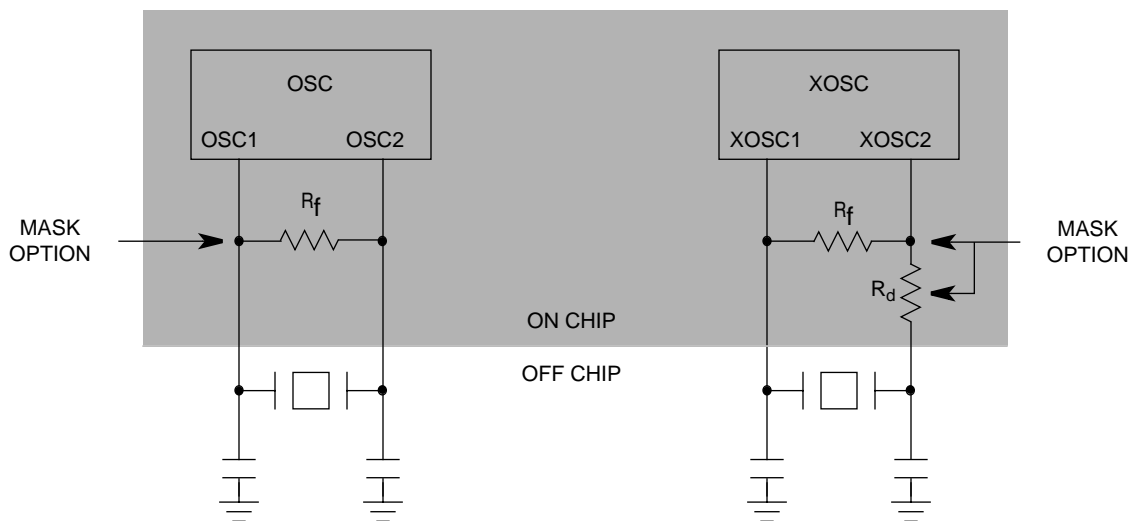 OSC
OSC1 OSC2
XOSC
XOSC1 XOSC2
MASK
OPTION
Rf
Rf
Rd
MASK
OPTION
ON CHIP
OFF CHIP